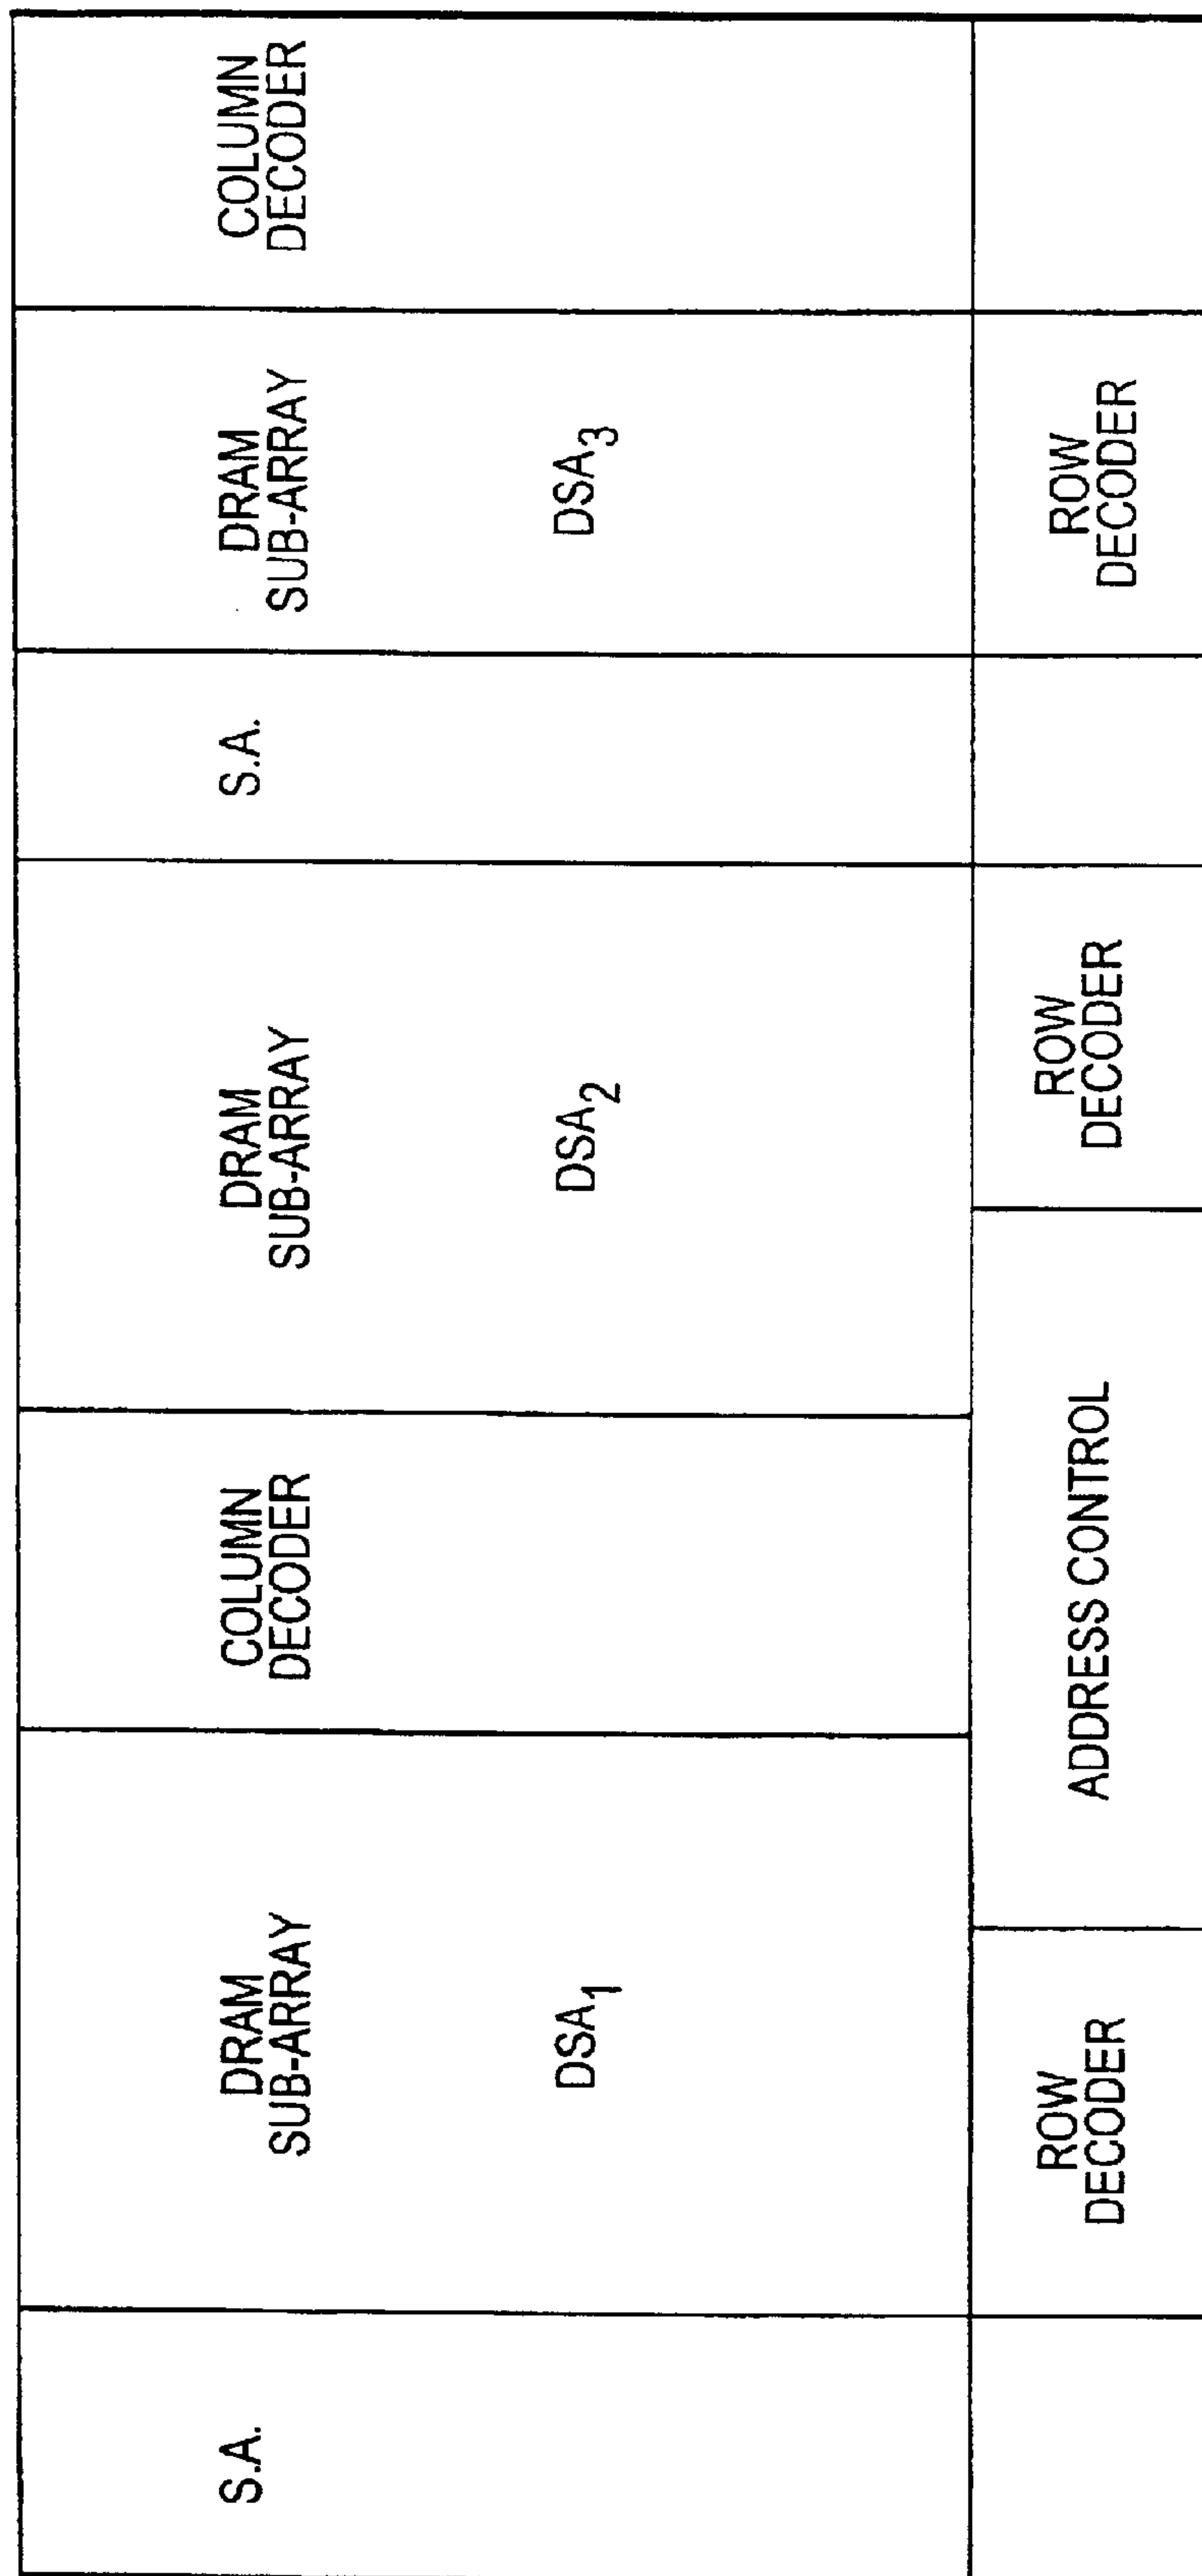 S.A.
DRAM
SUB-ARRAY
COLUMN
DECODER
DRAM
SUB-ARRAY
S.A.
DRAM
SUB-ARRAY
COLUMN
DECODER
DSA₁
DSA₂
DSA₃
ROW
DECODER
ADDRESS CONTROL
ROW
DECODER
ROW
DECODER